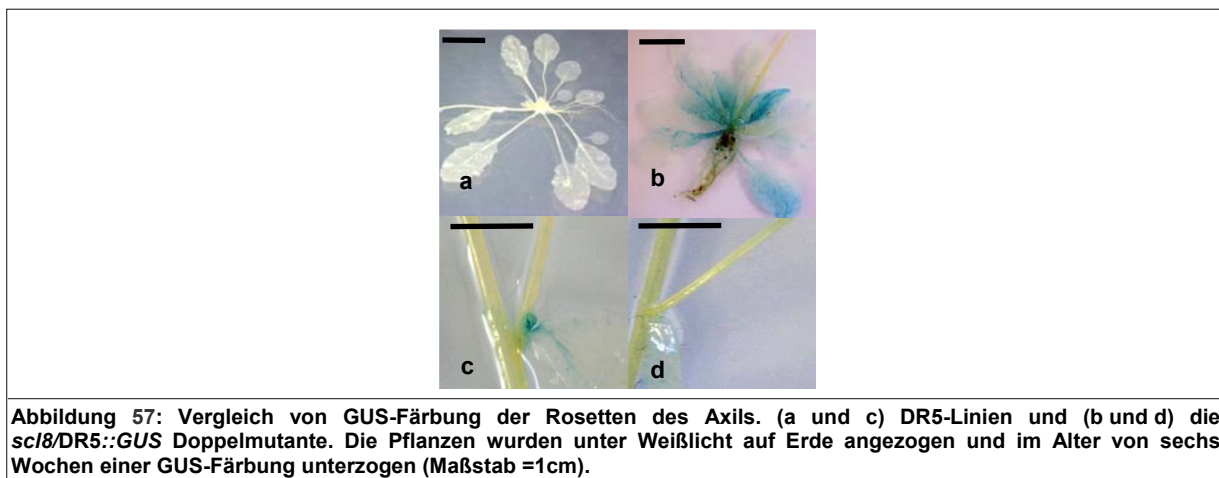 a
b
c
d
Abbildung 57: Vergleich von GUS-Färbung der Rosetten des Axils. (a und c) DR5-Linien und (b und d) die
scl8/DR5::GUS Doppelmutante. Die Pflanzen wurden unter Weißlicht auf Erde angezogen und im Alter von sechs
Wochen einer GUS-Färbung unterzogen (Maßstab =1cm).